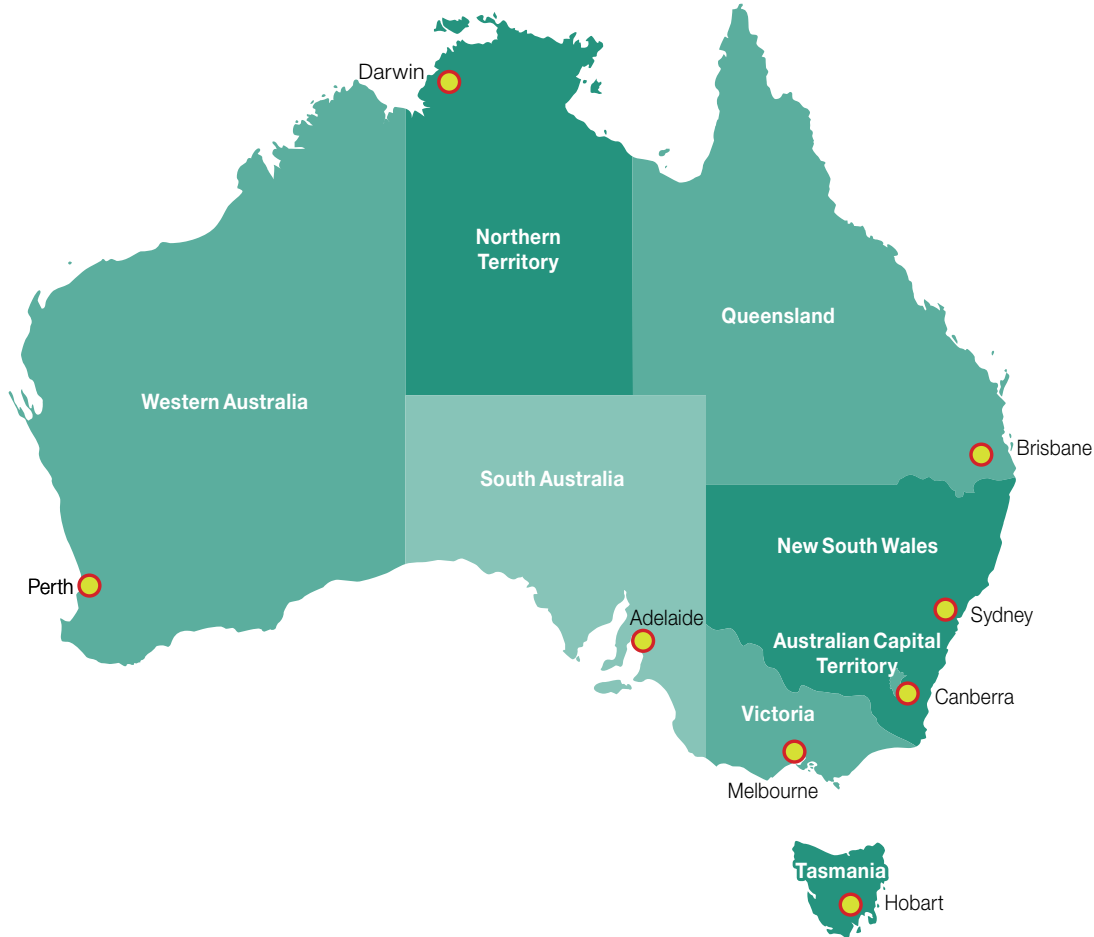 Darwin
Northern
Territory
Queensland
Western Australia
Brisbane
South Australia
New South Wales
Perth
Sydney
Adelaide
Australian Capital
Territory
Canberra
Victoria
Melbourne
Tasmania
Hobart